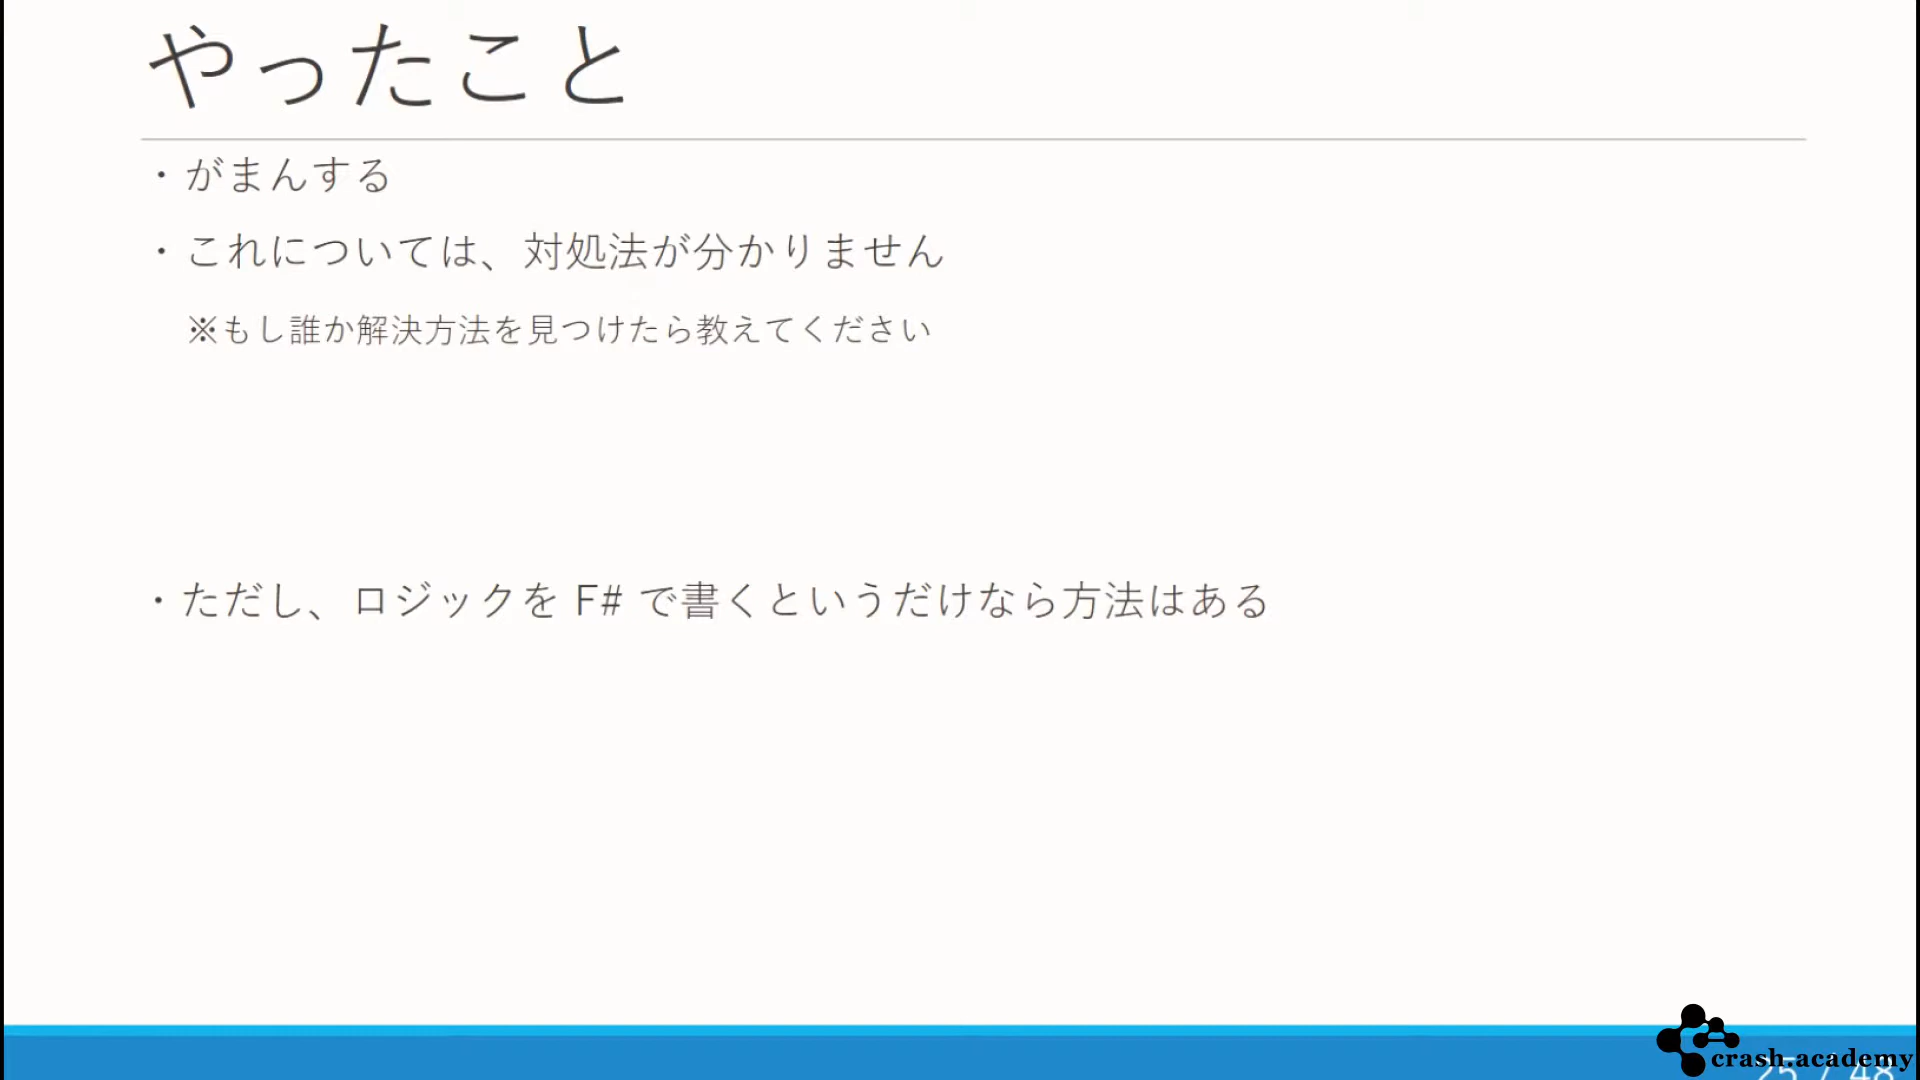 やったこと
・がまんする
・これについては、対処法が分かりません
※もし誰か解決方法を見つけたら教えてください
・ただし、ロジックを F# で書くというだけなら方法はある
25 / 48
crash.academy